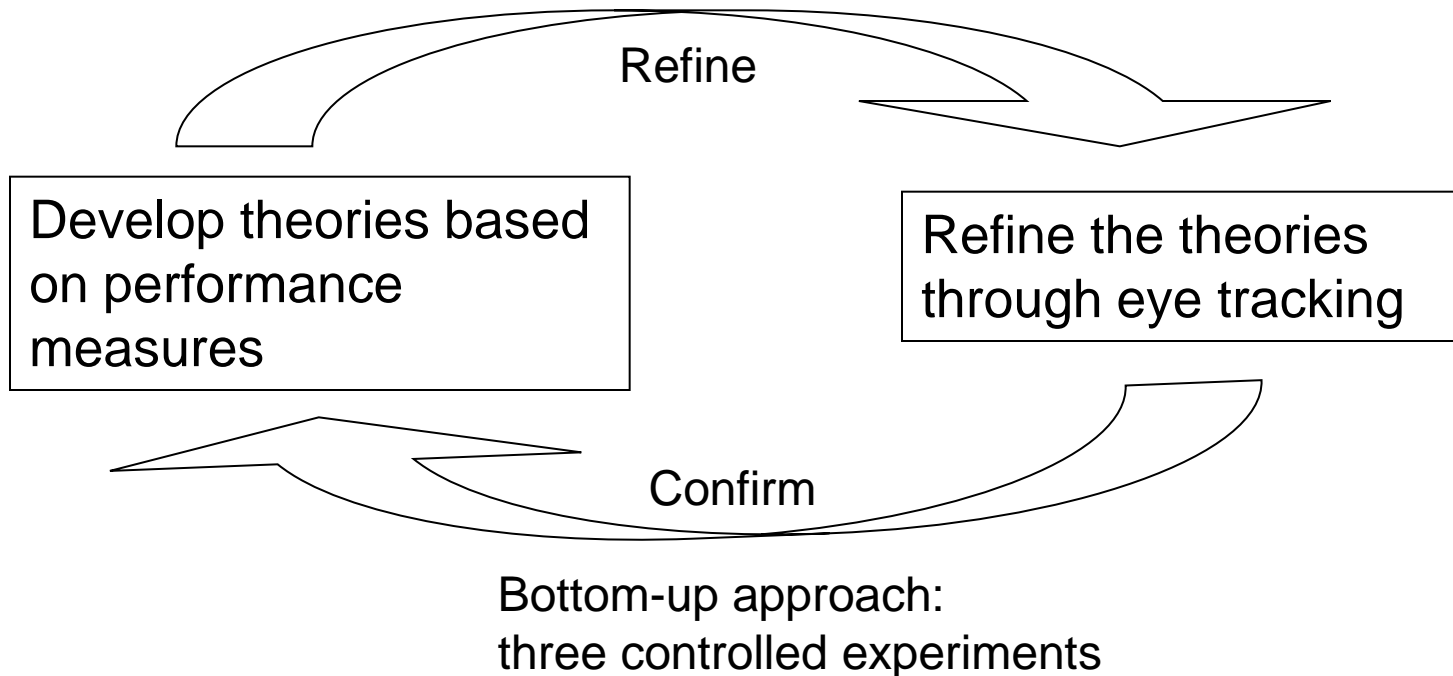 Refine
Develop theories based
on performance
measures
Refine the theories
through eye tracking
Confirm
Bottom-up approach:
three controlled experiments